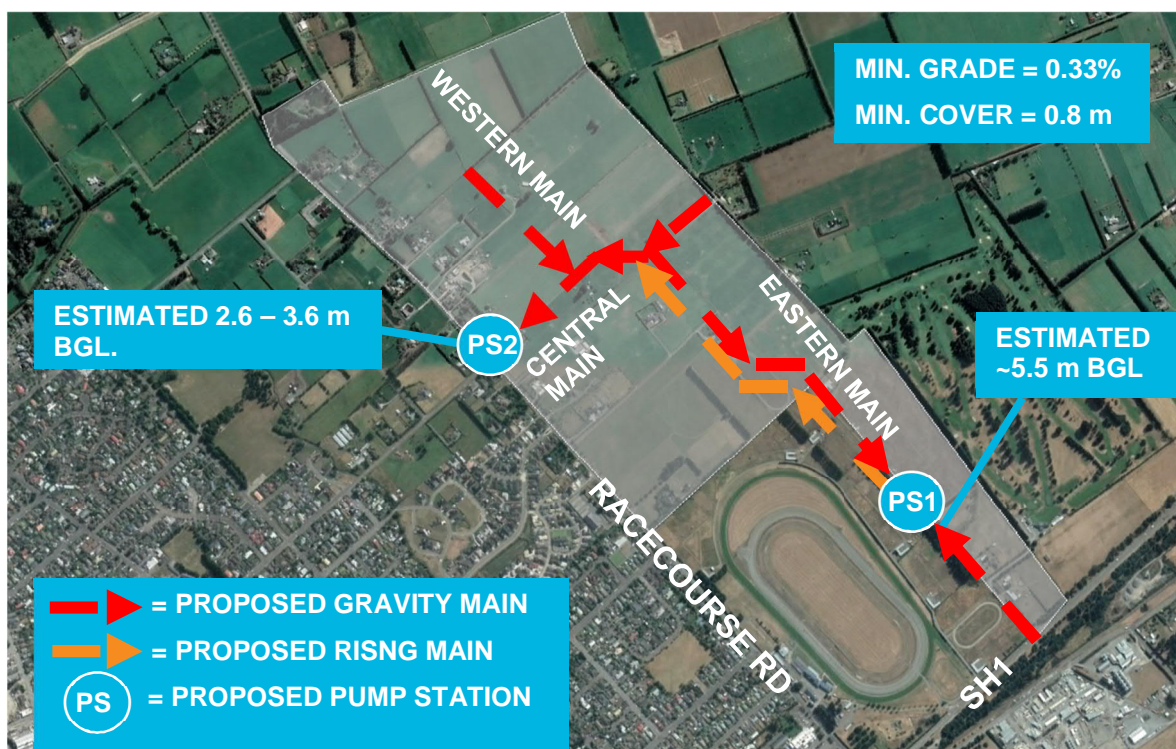 MIN. GRADE = 0.33%
MIN. COVER = 0.8 m
WESTERN MAIN
EASTERN MAIN
ESTIMATED 2.6 – 3.6 m
BGL.
PS2
CENTRAL
MAIN
ESTIMATED
~5.5 m BGL
PS1
RACECOURSE RD
SH1
= PROPOSED GRAVITY MAIN
= PROPOSED RISNG MAIN
PS = PROPOSED PUMP STATION